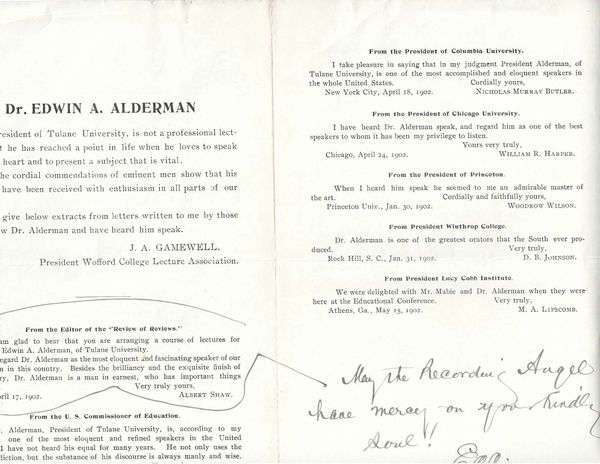 Dr. EDWIN A. ALDERMAN
resident of Tulane University, is not a professional lect-
he has reached a point in life when he loves to speak
heart and to present a subject that is vital.
he cordial commendations of eminent men show that his
have been received with enthusiasm in all parts of our
give below extracts from letters written to me by those
w Dr. Alderman and have heard him speak.
J. A. GAMEWELL,
President Wofford College Lecture Association.
From the Editor of the "Review of Reviews."
am glad to hear that you are arranging a course of lectures for
Edwin A. Alderman, of Tulane University.
regard Dr. Alderman as the most eloquent and fascinating speaker of our
n in this country. Besides the brilliancy and the exquisite finish of
ry, Dr. Alderman is a man in earnest, who has important things
Very truly yours,
pril 17, 1902. ALBERT SHAW.
From the U. S. Commissioner of Education.
. Alderman, President of Tulane University, is, according to my
one of the most eloquent and refined speakers in the United
I have not heard his equal for many years. He not only uses the
diction, but the substance of his discourse is always manly and wise.
From the President of Columbia University.
I take pleasure in saying that in my judgment President Alderman, of
Tulane University, is one of the most accomplished and eloquent speakers in
the whole United States. Cordially yours,
New York City, April 18, 1902. NICHOLAS MURRAY BUTLER.
From the President of Chicago University.
I have heard Dr. Alderman speak, and regard him as one of the best
speakers to whom it has been my privilege to listen.
Yours very truly,
Chicago, April 24, 1902. WILLIAM R. HARPER.
From the President of Princeton.
When I heard him speak he seemed to me an admirable master of
the art. Cordially and faithfully yours,
Princeton Univ., Jan. 30, 1902. WOODROW WILSON.
From President Winthrop College.
Dr. Alderman is one of the greatest orators that the South ever pro-
duced. Very truly,
Rock Hill, S. C., Jan. 31, 1902. D. B. JOHNSON.
From President Lucy Cobb Institute.
We were delighted with Mr. Mabie and Dr. Alderman when they were
here at the Educational Conference. Very truly,
Athens, Ga., May 15, 1902. M. A. LIPSCOMB.
May the Recording Angel
have mercy on your kindly
soul!